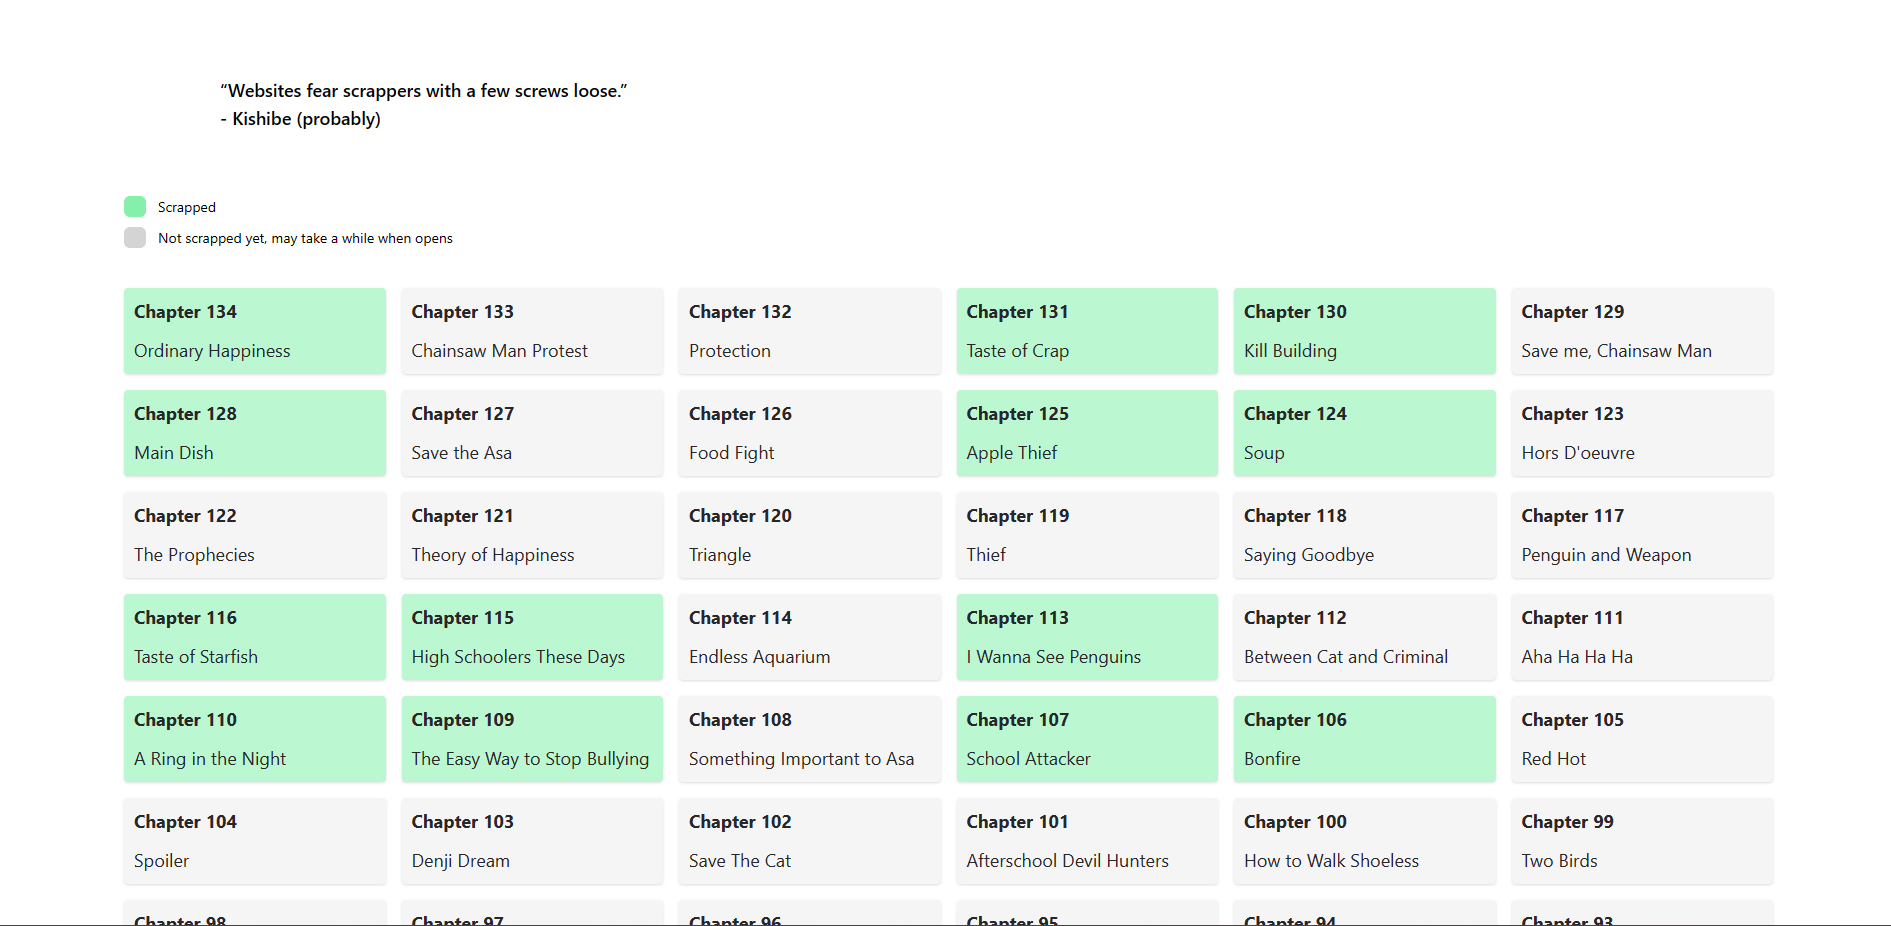 “Websites fear scrappers with a few screws loose.”
- Kishibe (probably)
Scrapped
Not scrapped yet, may take a while when opens
Chapter 134
Ordinary Happiness
Chapter 133
Chainsaw Man Protest
Chapter 132
Protection
Chapter 131
Taste of Crap
Chapter 130
Kill Building
Chapter 129
Save me, Chainsaw Man
Chapter 128
Main Dish
Chapter 127
Save the Asa
Chapter 126
Food Fight
Chapter 125
Apple Thief
Chapter 124
Soup
Chapter 123
Hors D'oeuvre
Chapter 122
The Prophecies
Chapter 121
Theory of Happiness
Chapter 120
Triangle
Chapter 119
Thief
Chapter 118
Saying Goodbye
Chapter 117
Penguin and Weapon
Chapter 116
Taste of Starfish
Chapter 115
High Schoolers These Days
Chapter 114
Endless Aquarium
Chapter 113
I Wanna See Penguins
Chapter 112
Between Cat and Criminal
Chapter 111
Aha Ha Ha Ha
Chapter 110
A Ring in the Night
Chapter 109
The Easy Way to Stop Bullying
Chapter 108
Something Important to Asa
Chapter 107
School Attacker
Chapter 106
Bonfire
Chapter 105
Red Hot
Chapter 104
Spoiler
Chapter 103
Denji Dream
Chapter 102
Save The Cat
Chapter 101
Afterschool Devil Hunters
Chapter 100
How to Walk Shoeless
Chapter 99
Two Birds
Chapter 98
Chapter 97
Chapter 96
Chapter 95
Chapter 94
Chapter 93